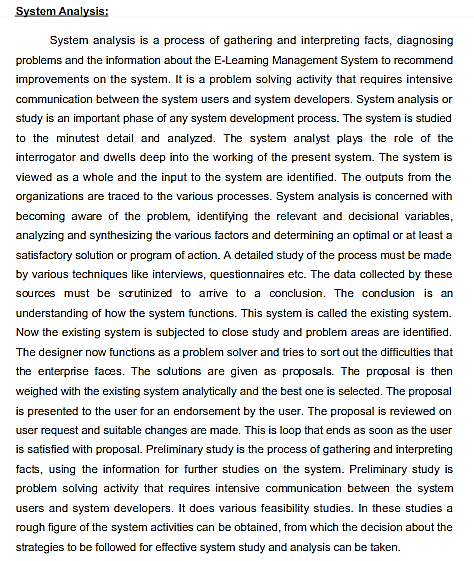 System Analysis:
System analysis is a process of gathering and interpreting facts, diagnosing
problems and the information about the E-Learning Management System to recommend
improvements on the system. It is a problem solving activity that requires intensive
communication between the system users and system developers. System analysis or
study is an important phase of any system development process. The system is studied
to the minutest detail and analyzed. The system analyst plays the role of the
interrogator and dwells deep into the working of the present system. The system is
viewed as a whole and the input to the system are identified. The outputs from the
organizations are traced to the various processes. System analysis is concerned with
becoming aware of the problem, identifying the relevant and decisional variables,
analyzing and synthesizing the various factors and determining an optimal or at least a
satisfactory solution or program of action. A detailed study of the process must be made
by various techniques like interviews, questionnaires etc. The data collected by these
sources must be scrutinized to arrive to a conclusion. The conclusion is an
understanding of how the system functions. This system is called the existing system.
Now the existing system is subjected to close study and problem areas are identified.
The designer now functions as a problem solver and tries to sort out the difficulties that
the enterprise faces. The solutions are given as proposals. The proposal is then
weighed with the existing system analytically and the best one is selected. The proposal
is presented to the user for an endorsement by the user. The proposal is reviewed on
user request and suitable changes are made. This is loop that ends as soon as the user
is satisfied with proposal. Preliminary study is the process of gathering and interpreting
facts, using the information for further studies on the system. Preliminary study is
problem solving activity that requires intensive communication between the system
users and system developers. It does various feasibility studies. In these studies a
rough figure of the system activities can be obtained, from which the decision about the
strategies to be followed for effective system study and analysis can be taken.